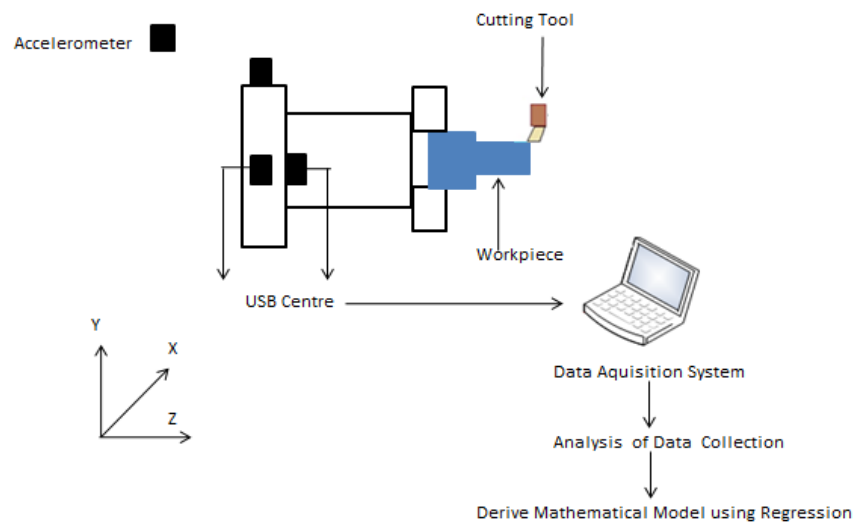 Cutting Tool
Accelerometer
Workpiece
USB Centre
Y
X
Z
Data Aquisition System
Analysis of Data Collection
Derive Mathematical Model using Regression